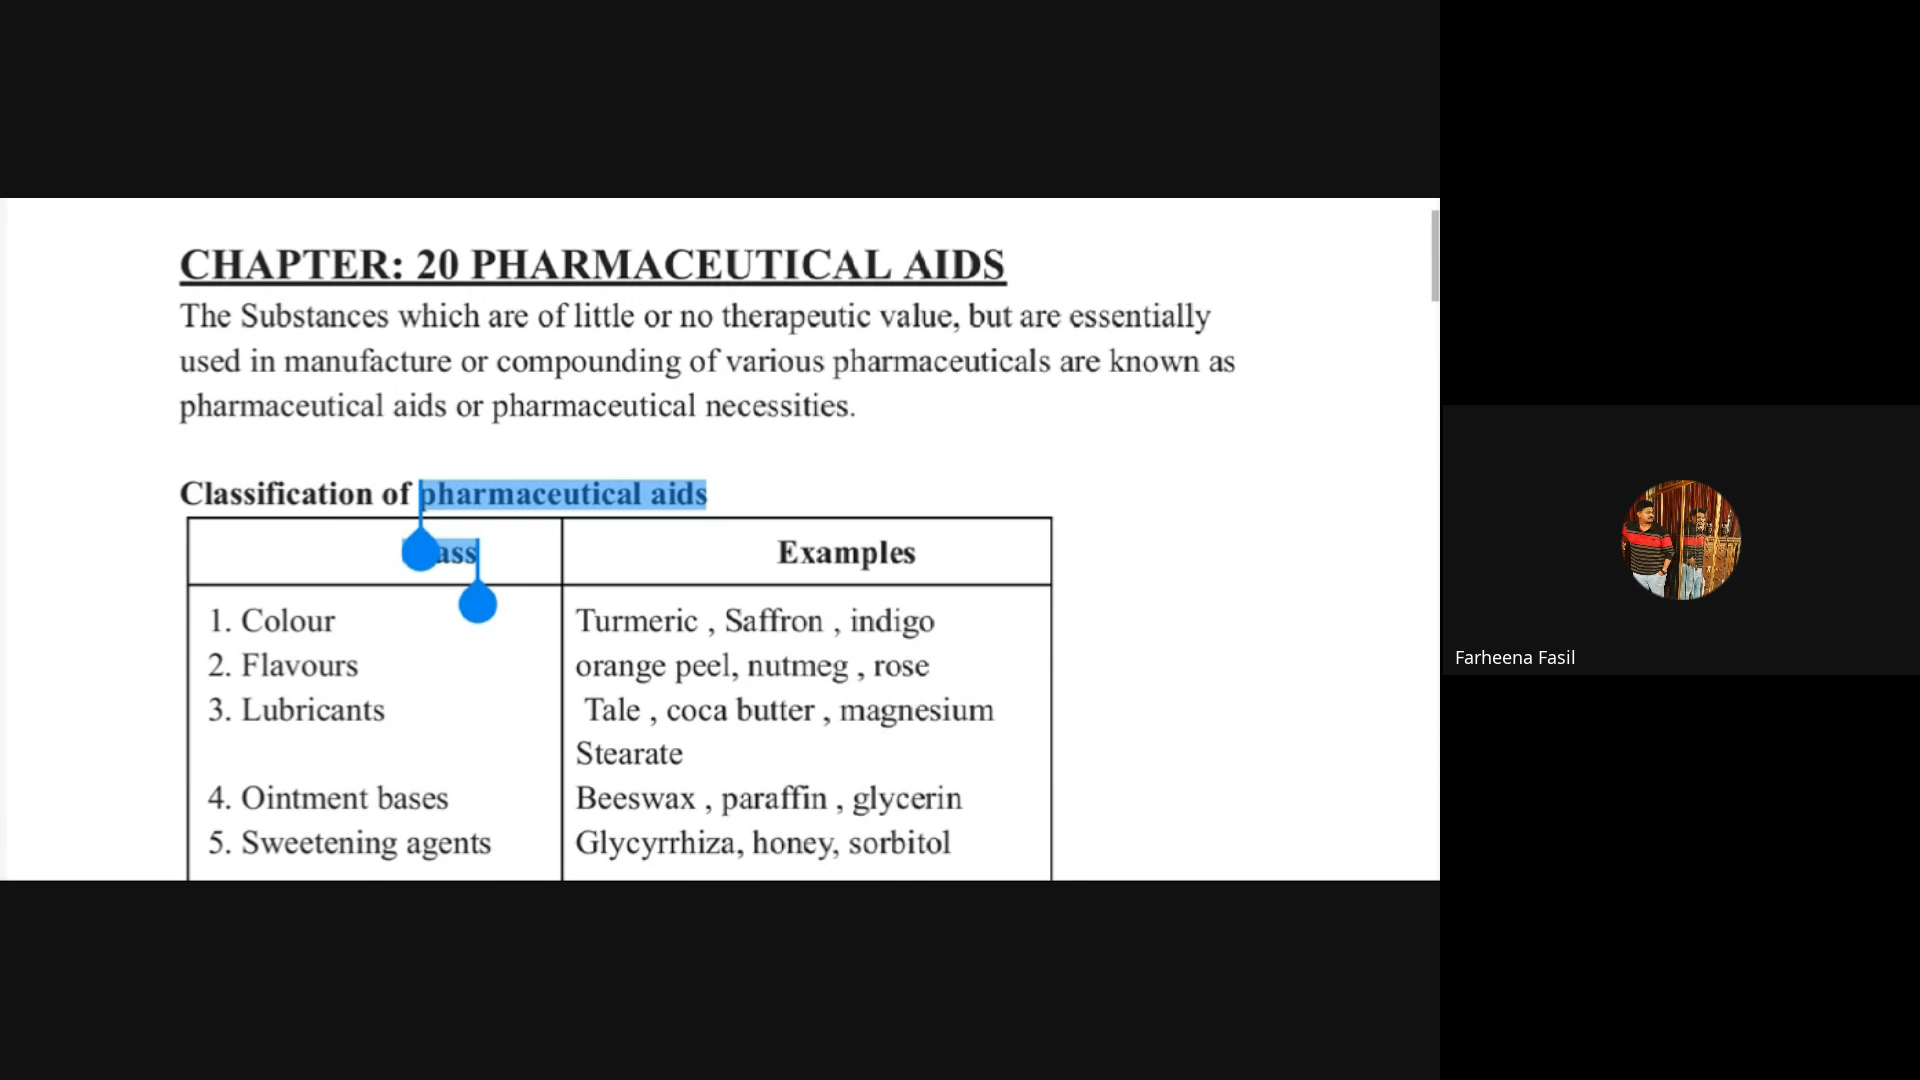 CHAPTER: 20 PHARMACEUTICAL AIDS
The Substances which are of little or no therapeutic value, but are essentially
used in manufacture or compounding of various pharmaceuticals are known as
pharmaceutical aids or pharmaceutical necessities.
Classification of pharmaceutical aids
ass Examples
1. Colour Turmeric , Saffron , indigo
2. Flavours orange peel, nutmeg , rose
3. Lubricants Tale , coca butter , magnesium
Stearate
4. Ointment bases Beeswax , paraffin , glycerin
5. Sweetening agents Glycyrrhiza, honey, sorbitol
Farheena Fasil